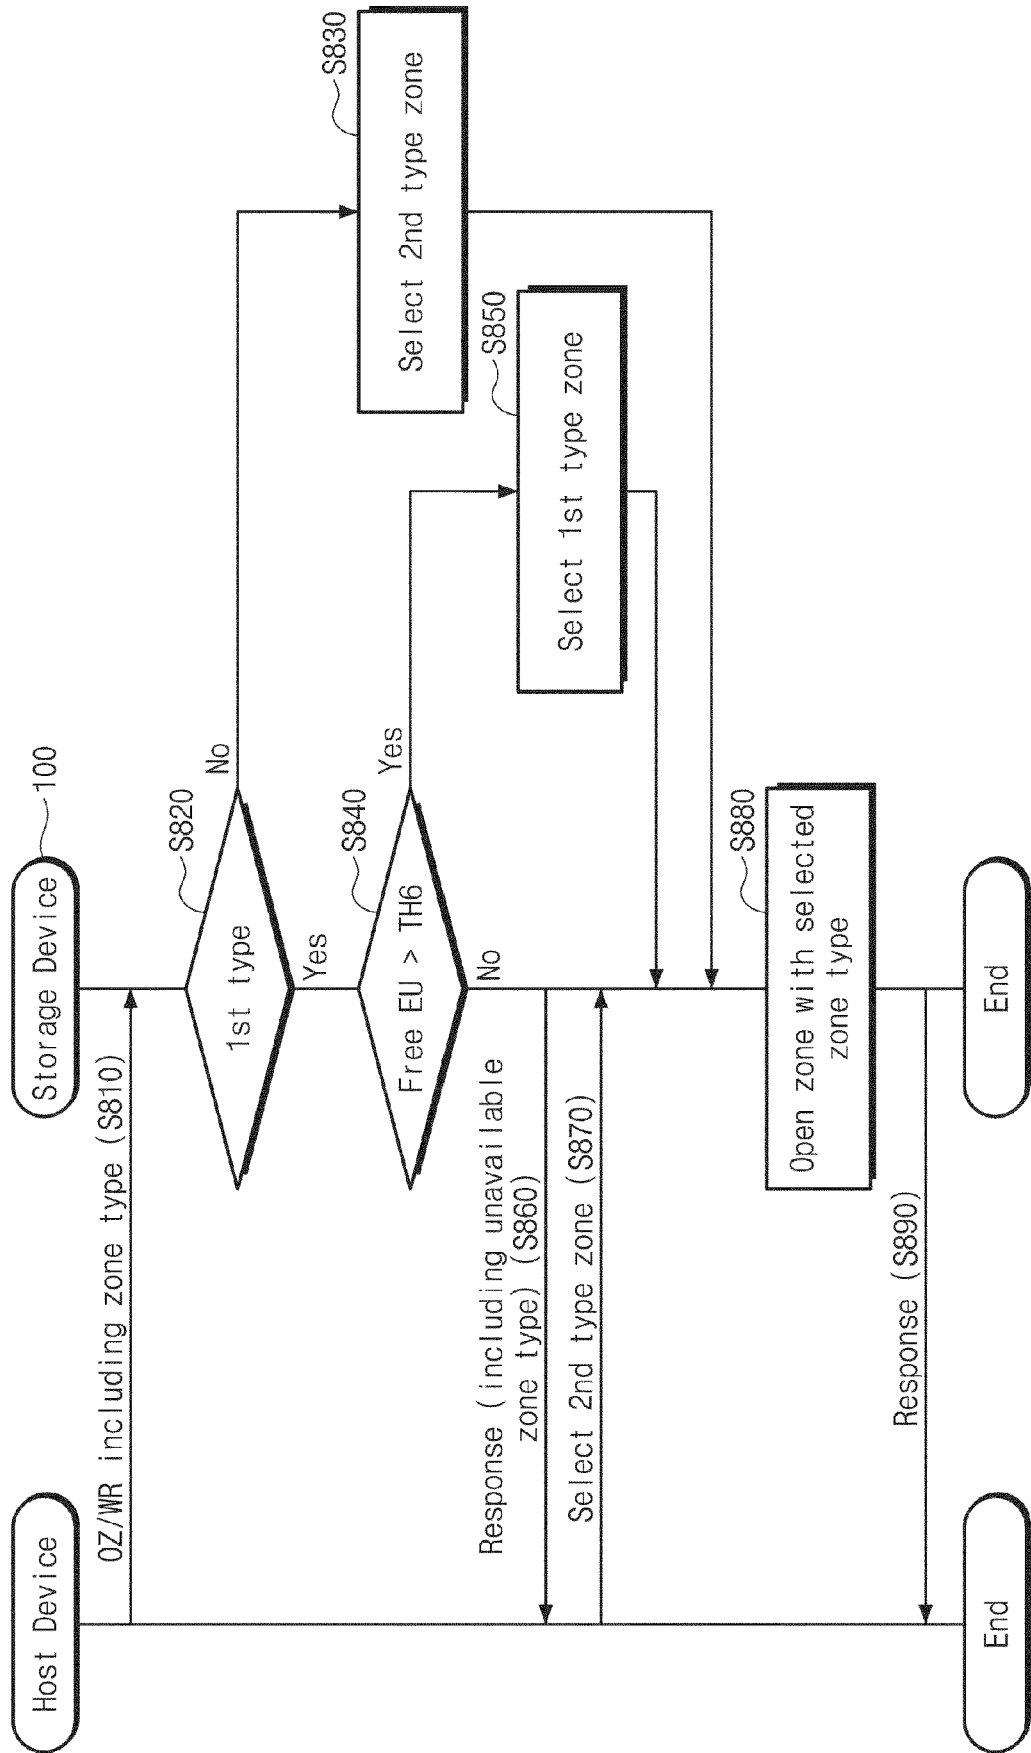 Host Device
Storage Device
100
OZ/WR including zone type (S810)
S820
1st type
No
Yes
S830
Select 2nd type zone
S840
Free EU > TH6
Yes
No
S850
Select 1st type zone
Response (including unavailable
zone type) (S860)
Select 2nd type zone (S870)
S880
Open zone with selected
zone type
Response (S890)
End
End